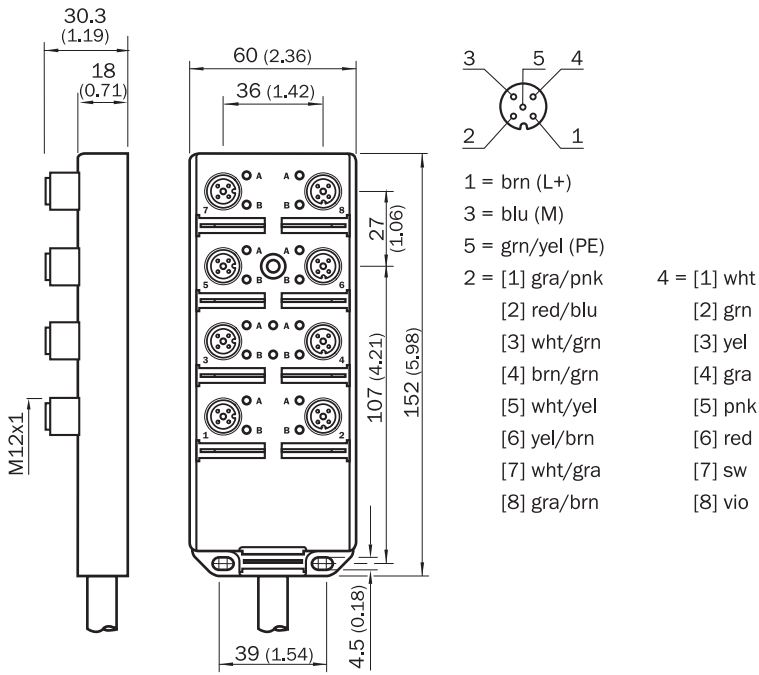 30.3
(1.19)
18
(0.71)
60 (2.36)
36 (1.42)
3 5 4
2 1
7 A A 8
B B
5 A A 6
B B
3 A A 4
B B
1 A A 2
B B
27
(1.06)
107 (4.21)
152 (5.98)
M12x1
39 (1.54)
4.5 (0.18)
1 = brn (L+)
3 = blu (M)
5 = grn/yel (PE)
2 = [1] gra/pnk 4 = [1] wht
[2] red/blu [2] grn
[3] wht/grn [3] yel
[4] brn/grn [4] gra
[5] wht/yel [5] pnk
[6] yel/brn [6] red
[7] wht/gra [7] sw
[8] gra/brn [8] vio